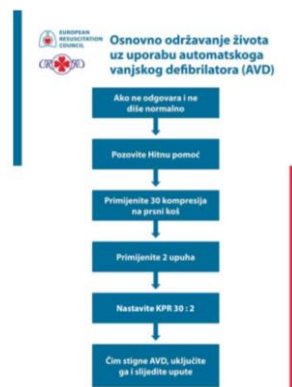 EUROPEAN
RESUSCITATION
COUNCIL
Osnovno održavanje života
uz uporabu automatskoga
vanjskog defibrilatora (AVD)
Ako ne odgovara i ne
diše normalno
Pozovite Hitnu pomoć
Primijenite 30 kompresija
na prsni koš
Primijenite 2 upuha
Nastavite KPR 30 : 2
Čim stigne AVD, uključite
ga i slijedite upute